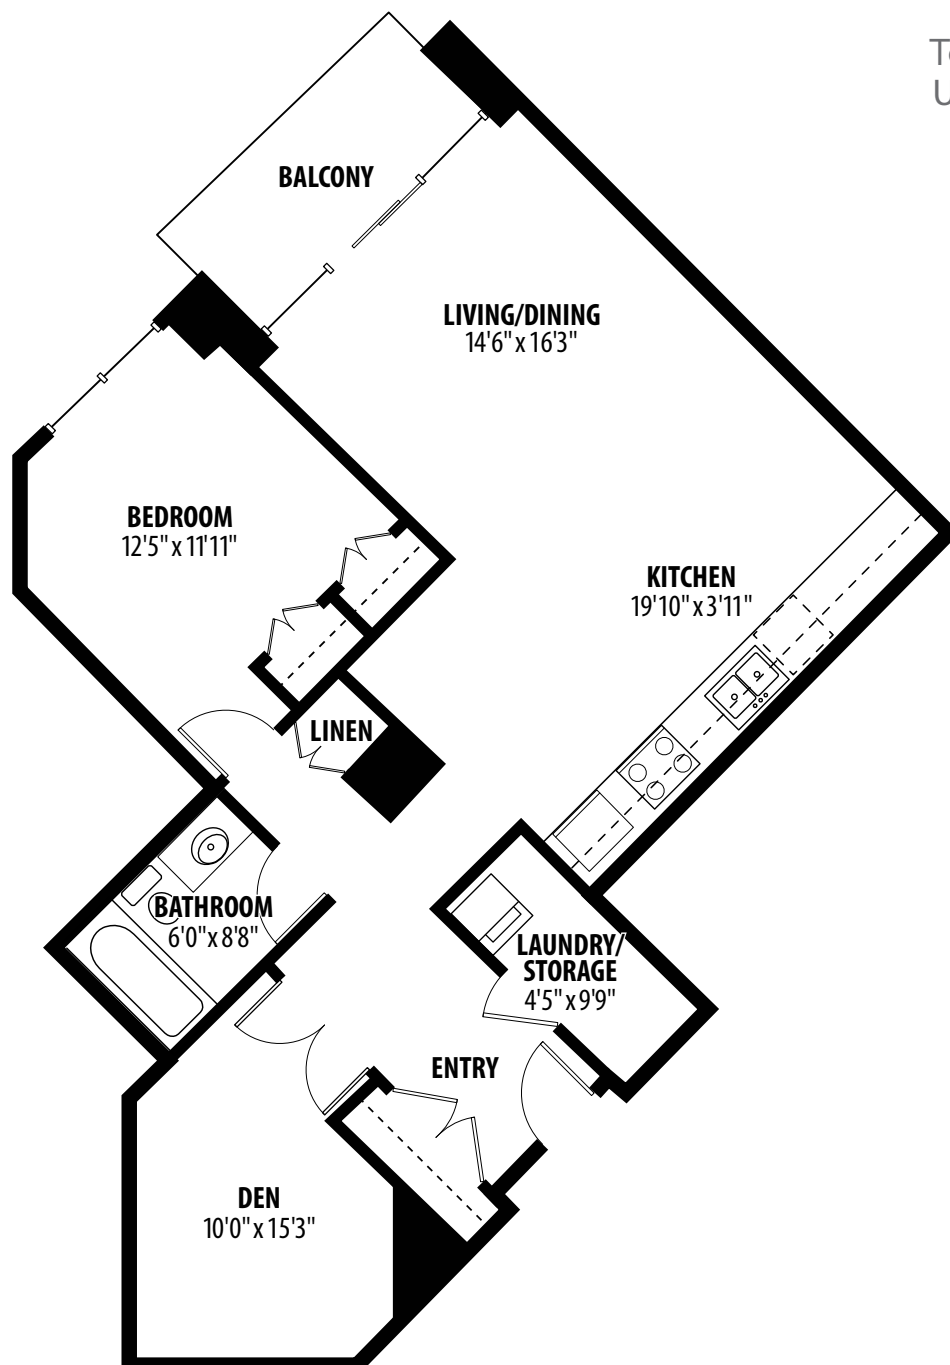 BALCONY
LIVING/DINING
14'6" x 16'3"
BEDROOM
12'5" x 11'11"
KITCHEN
19'10" x 3'11"
LINEN
BATHROOM
6'0" x 8'8"
LAUNDRY/
STORAGE
4'5" x 9'9"
ENTRY
DEN
10'0" x 15'3"